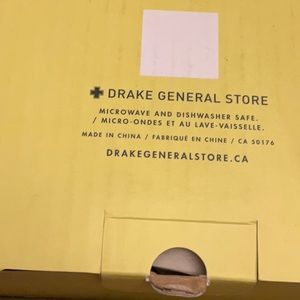 DRAKE GENERAL STORE
MICROWAVE AND DISHWASHER SAFE.
/ MICRO-ONDES ET AU LAVE-VAISSELLE.
MADE IN CHINA / FABRIQUÉ EN CHINE / CA 50176
DRAKEGENERALSTORE.CA